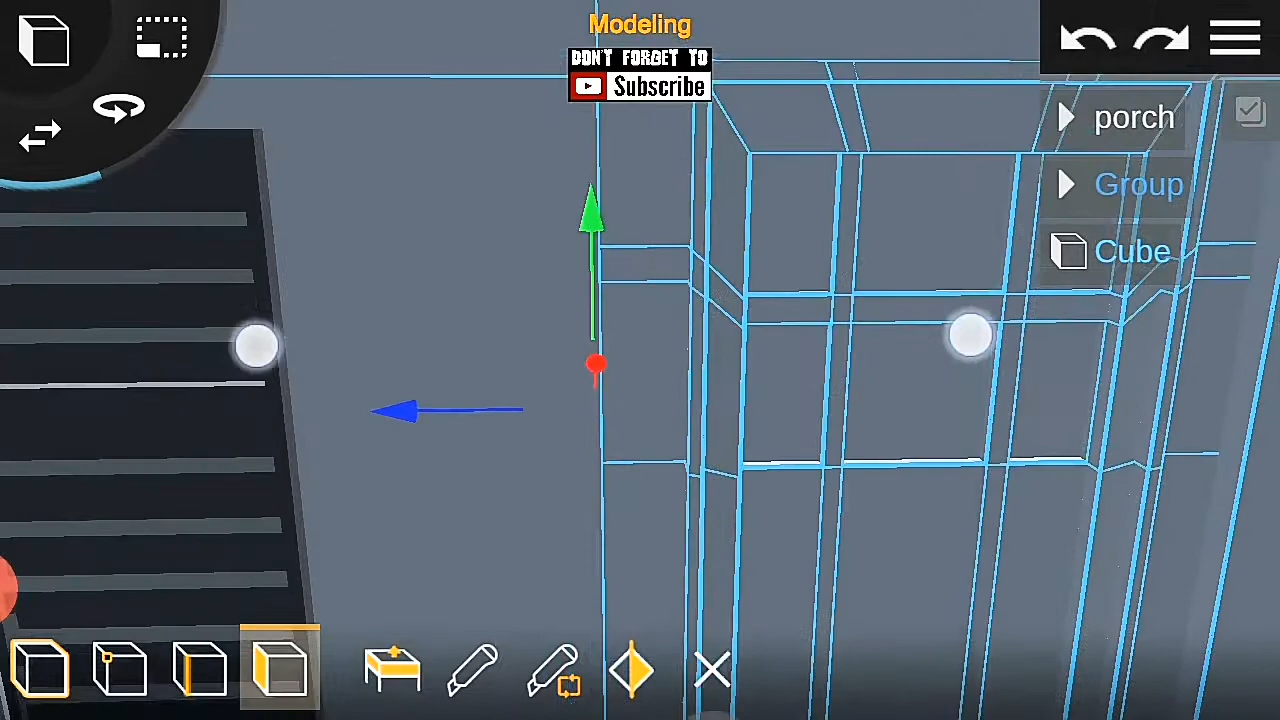 Modeling
DON'T FORGET TO
Subscribe
porch
Group
Cube